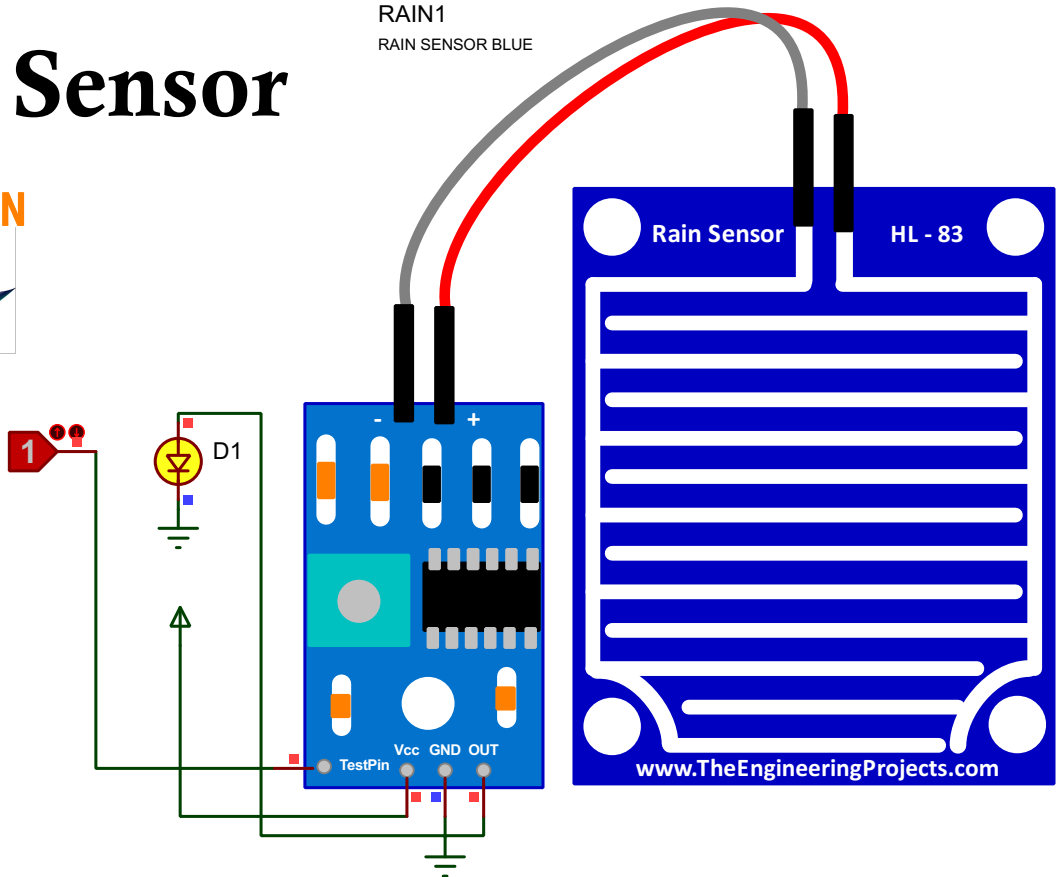 RAIN1
RAIN SENSOR BLUE
Sensor
N
Rain Sensor
HL - 83
- +
1
D1
TestPin
Vcc GND OUT
www.TheEngineeringProjects.com